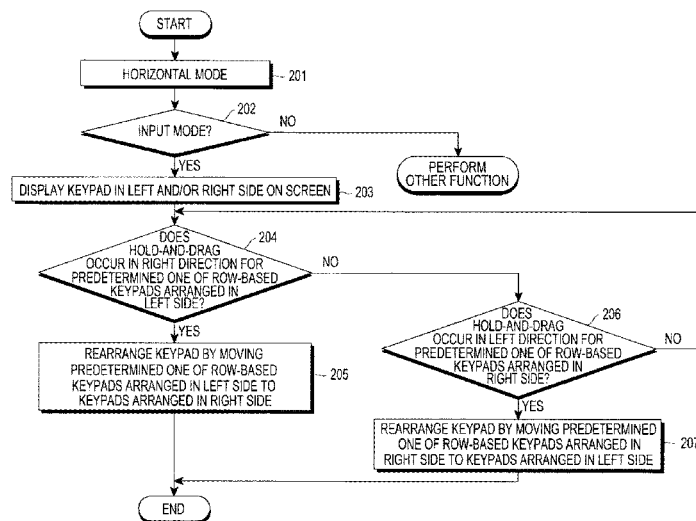 START
HORIZONTAL MODE
201
202
INPUT MODE?
NO
YES
PERFORM
OTHER FUNCTION
DISPLAY KEYPAD IN LEFT AND/OR RIGHT SIDE ON SCREEN
203
204
DOES
HOLD-AND-DRAG
OCCUR IN RIGHT DIRECTION FOR
PREDETERMINED ONE OF ROW-BASED
KEYPADS ARRANGED IN
LEFT SIDE?
NO
YES
206
DOES
HOLD-AND-DRAG
OCCUR IN LEFT DIRECTION FOR
PREDETERMINED ONE OF ROW-BASED
KEYPADS ARRANGED IN
RIGHT SIDE?
NO
YES
REARRANGE KEYPAD BY MOVING
PREDETERMINED ONE OF ROW-BASED
KEYPADS ARRANGED IN LEFT SIDE TO
KEYPADS ARRANGED IN RIGHT SIDE
205
REARRANGE KEYPAD BY MOVING PREDETERMINED
ONE OF ROW-BASED KEYPADS ARRANGED IN
RIGHT SIDE TO KEYPADS ARRANGED IN LEFT SIDE
207
END